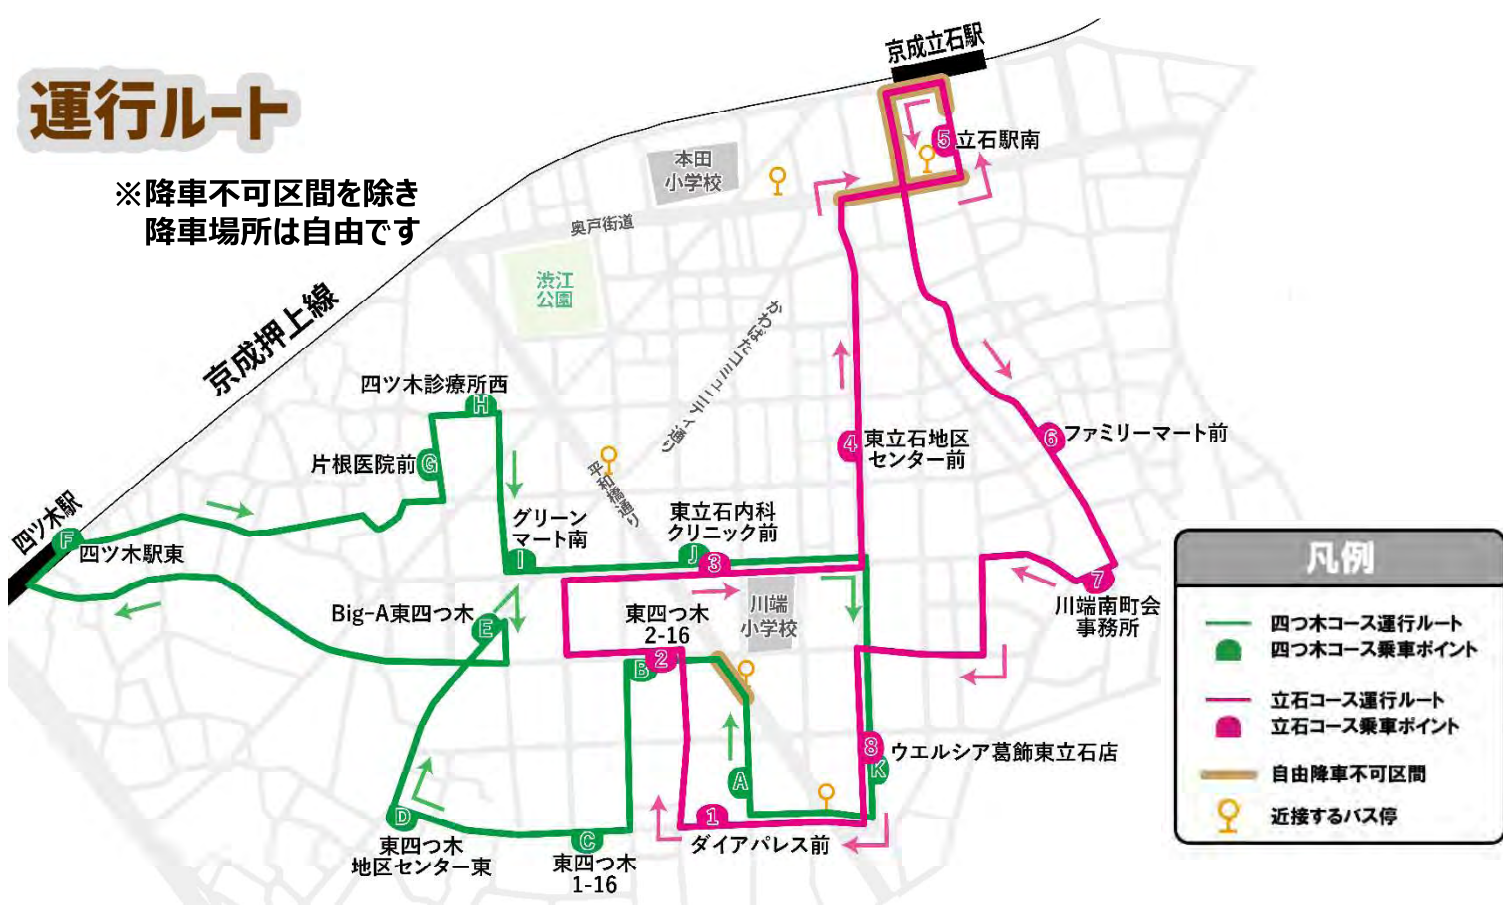 運行ルート
※降車不可区間を除き
降車場所は自由です
京成立石駅
5
立石駅南
本田
小学校
奥戸街道
渋江
公園
京成押上線
かわばたコミュニティ通り
四ツ木診療所西
H
片根医院前
G
平和橋通り
4
東立石地区
センター前
6
ファミリーマート前
四ツ木駅
F
四ツ木駅東
グリーン
マート南
I
東立石内科
クリニック前
J
3
7
川端南町会
事務所
Big-A東四つ木
E
東四つ木
2-16
B
2
川端
小学校
8
ウエルシア葛飾東立石店
K
A
1
ダイアパレス前
D
東四つ木
地区センター東
C
東四つ木
1-16
凡例
四つ木コース運行ルート
四つ木コース乗車ポイント
立石コース運行ルート
立石コース乗車ポイント
自由降車不可区間
近接するバス停